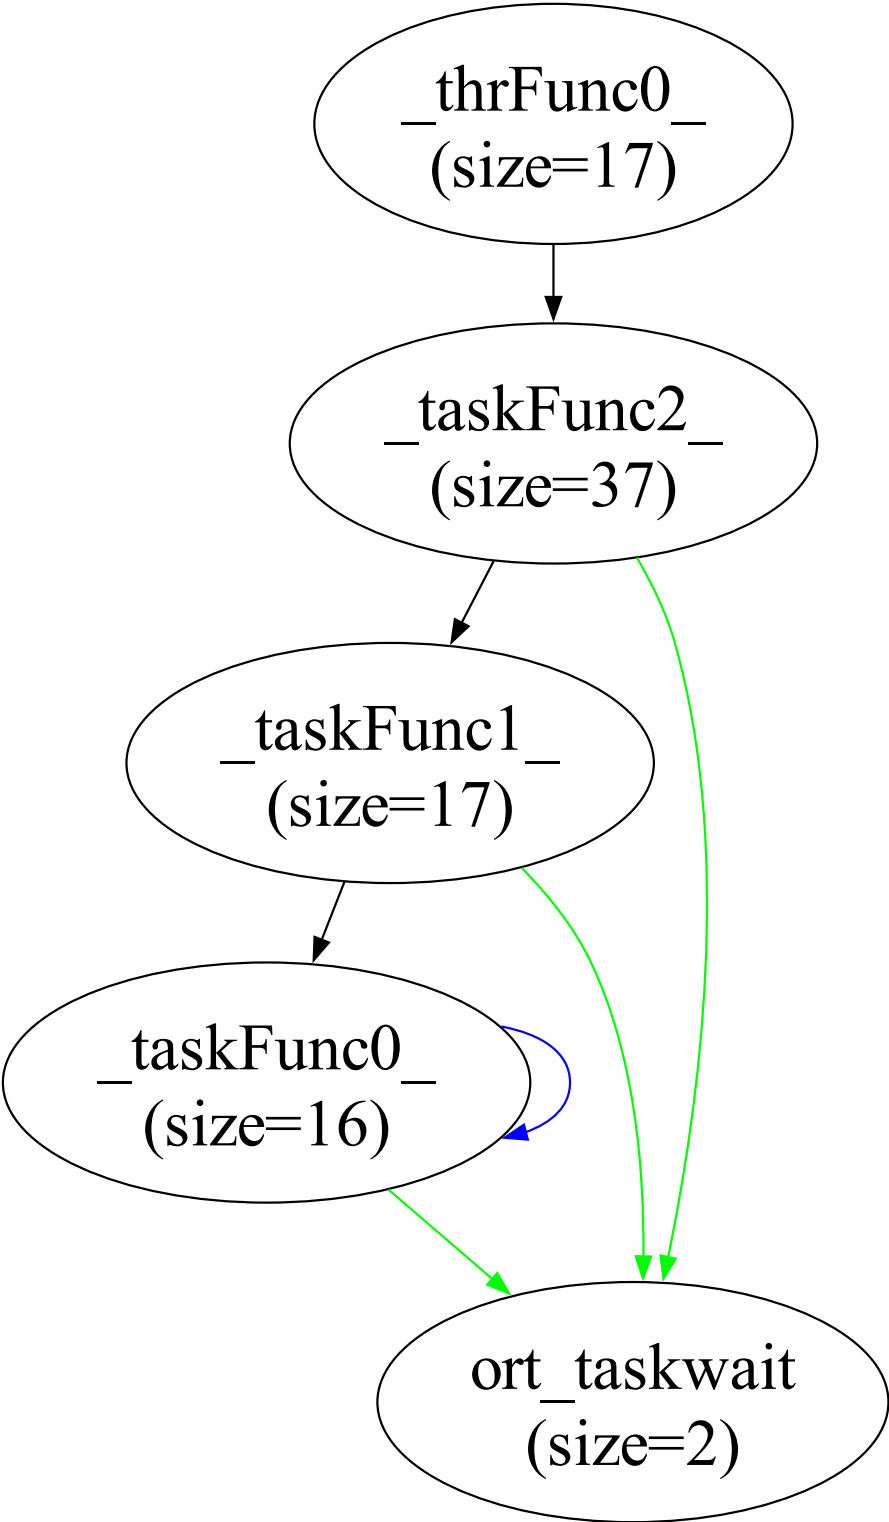 _thrFunc0_
(size=17)
_taskFunc2_
(size=37)
_taskFunc1_
(size=17)
_taskFunc0_
(size=16)
ort_taskwait
(size=2)